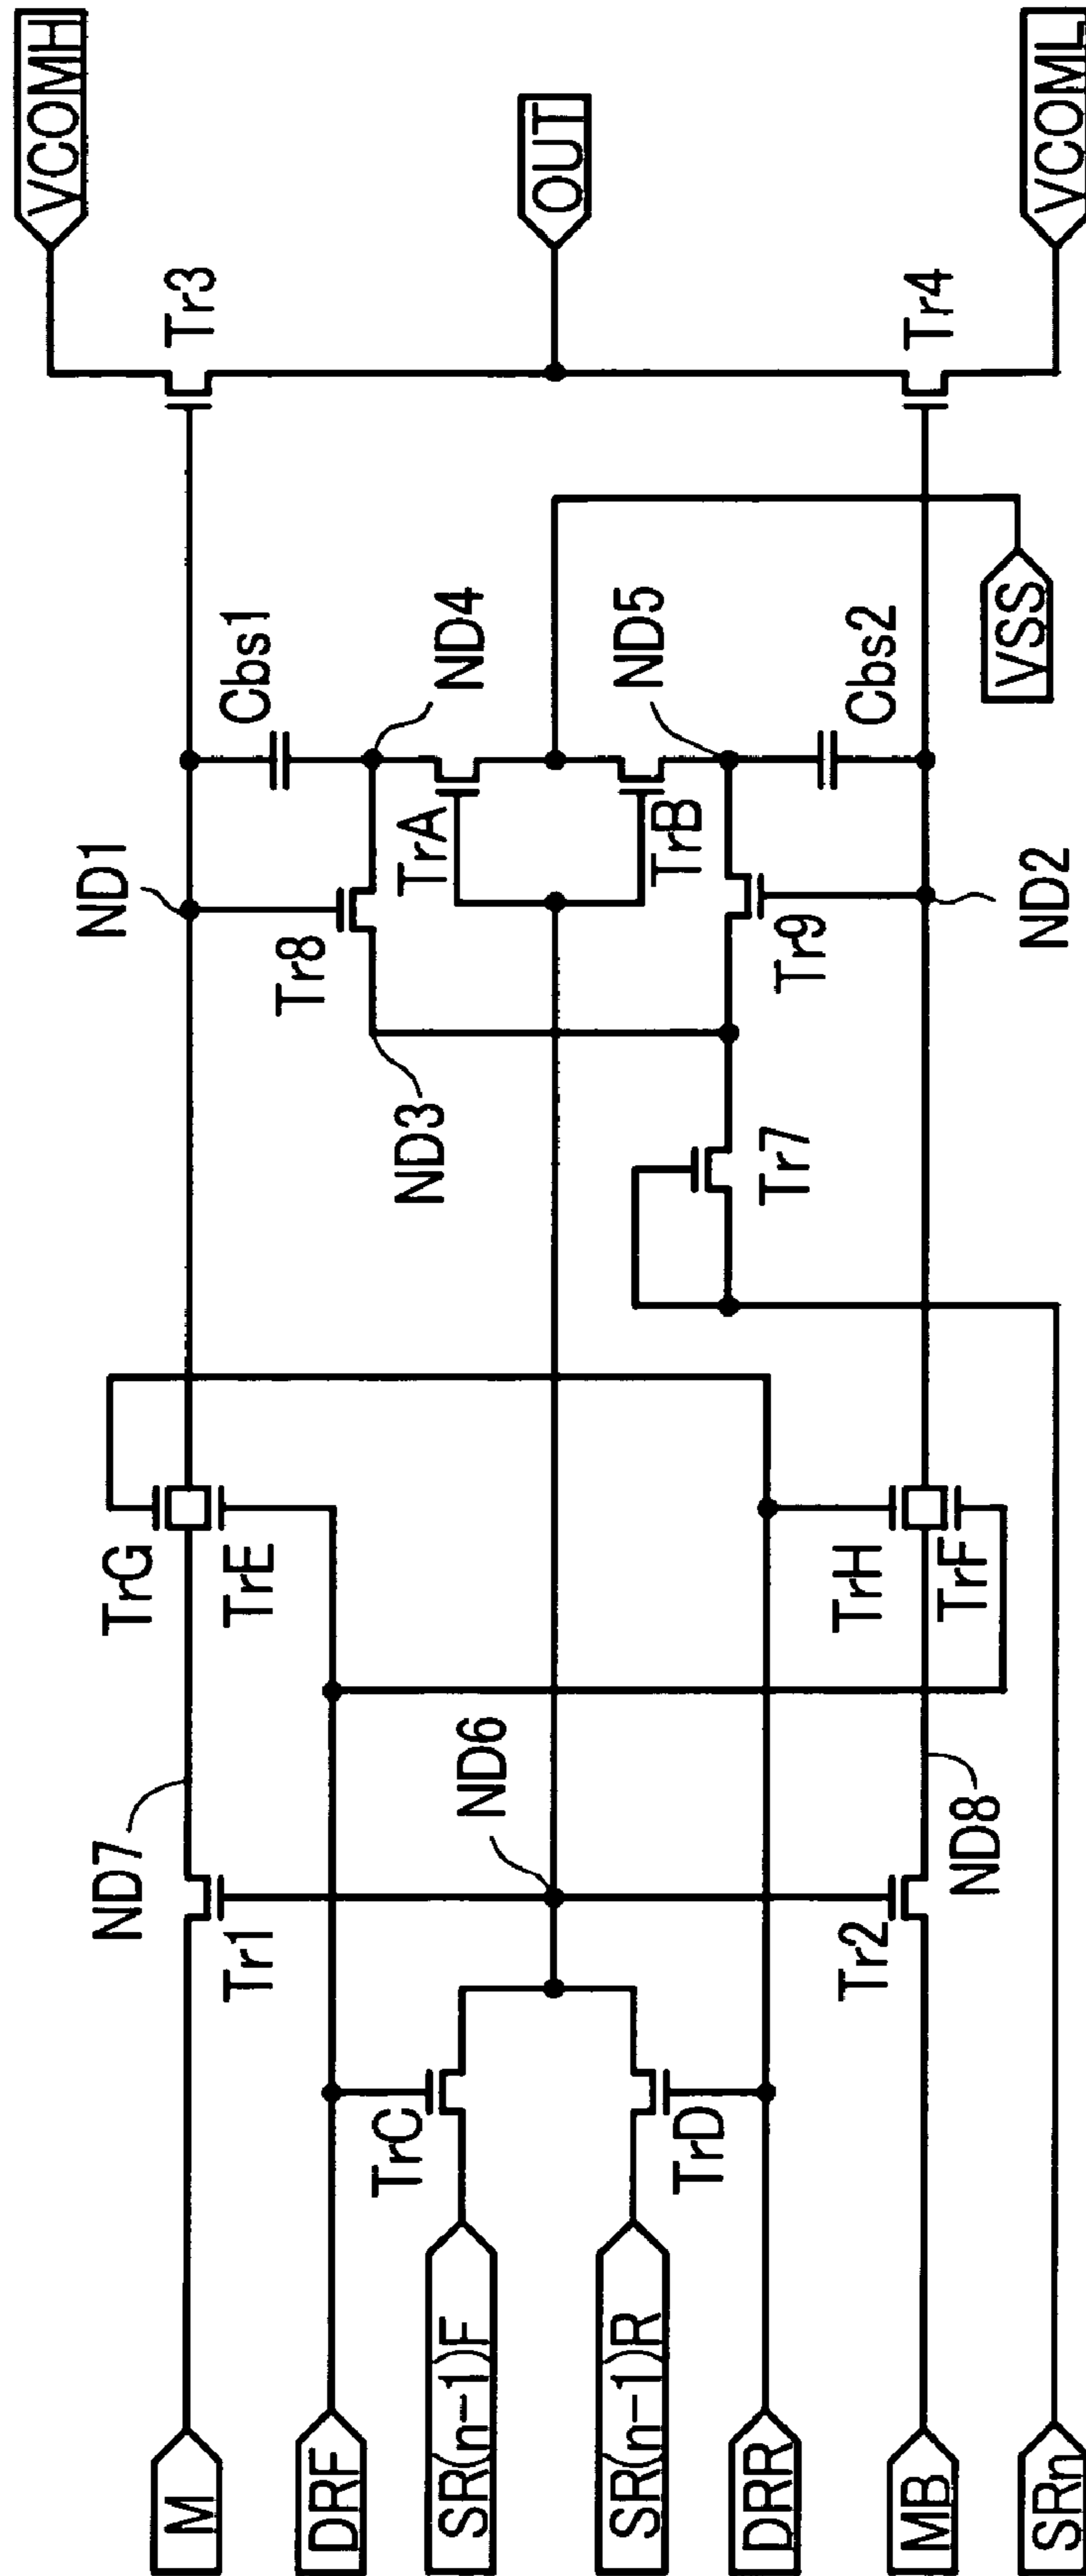 VCOMH
OUT
VCOML
Tr3
Tr4
Cbs1
ND4
ND5
Cbs2
VSS
ND1
TrA
TrB
Tr8
Tr9
ND2
ND3
Tr7
TrG
TrE
TrH
TrF
ND7
ND6
ND8
Tr1
Tr2
TrC
TrD
M
DRF
SR(n-1)F
SR(n-1)R
DRR
MB
SRn